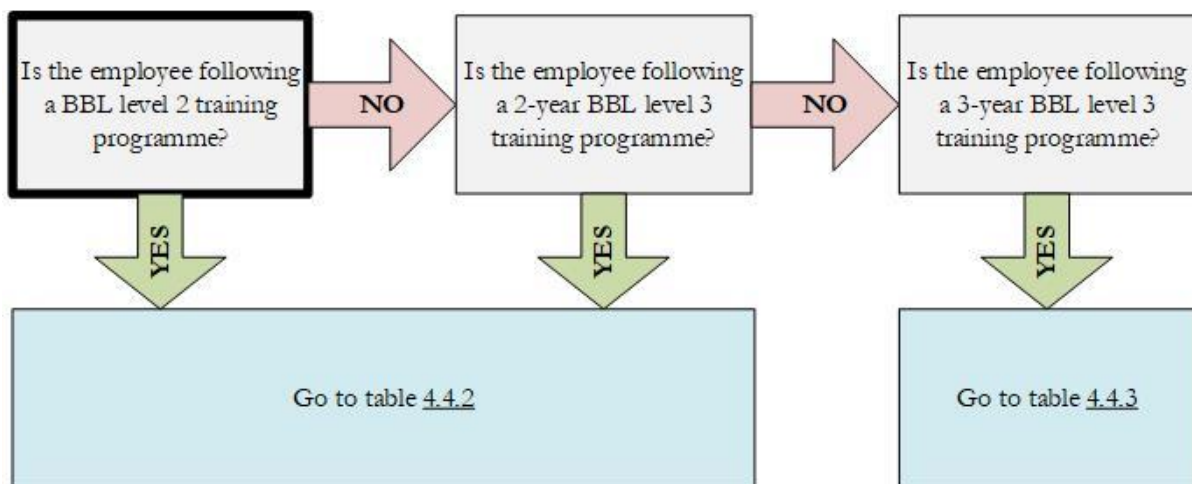 Is the employee following
a BBL level 2 training
programme?
NO
Is the employee following
a 2-year BBL level 3
training programme?
NO
Is the employee following
a 3-year BBL level 3
training programme?
YES
YES
YES
Go to table 4.4.2
Go to table 4.4.3